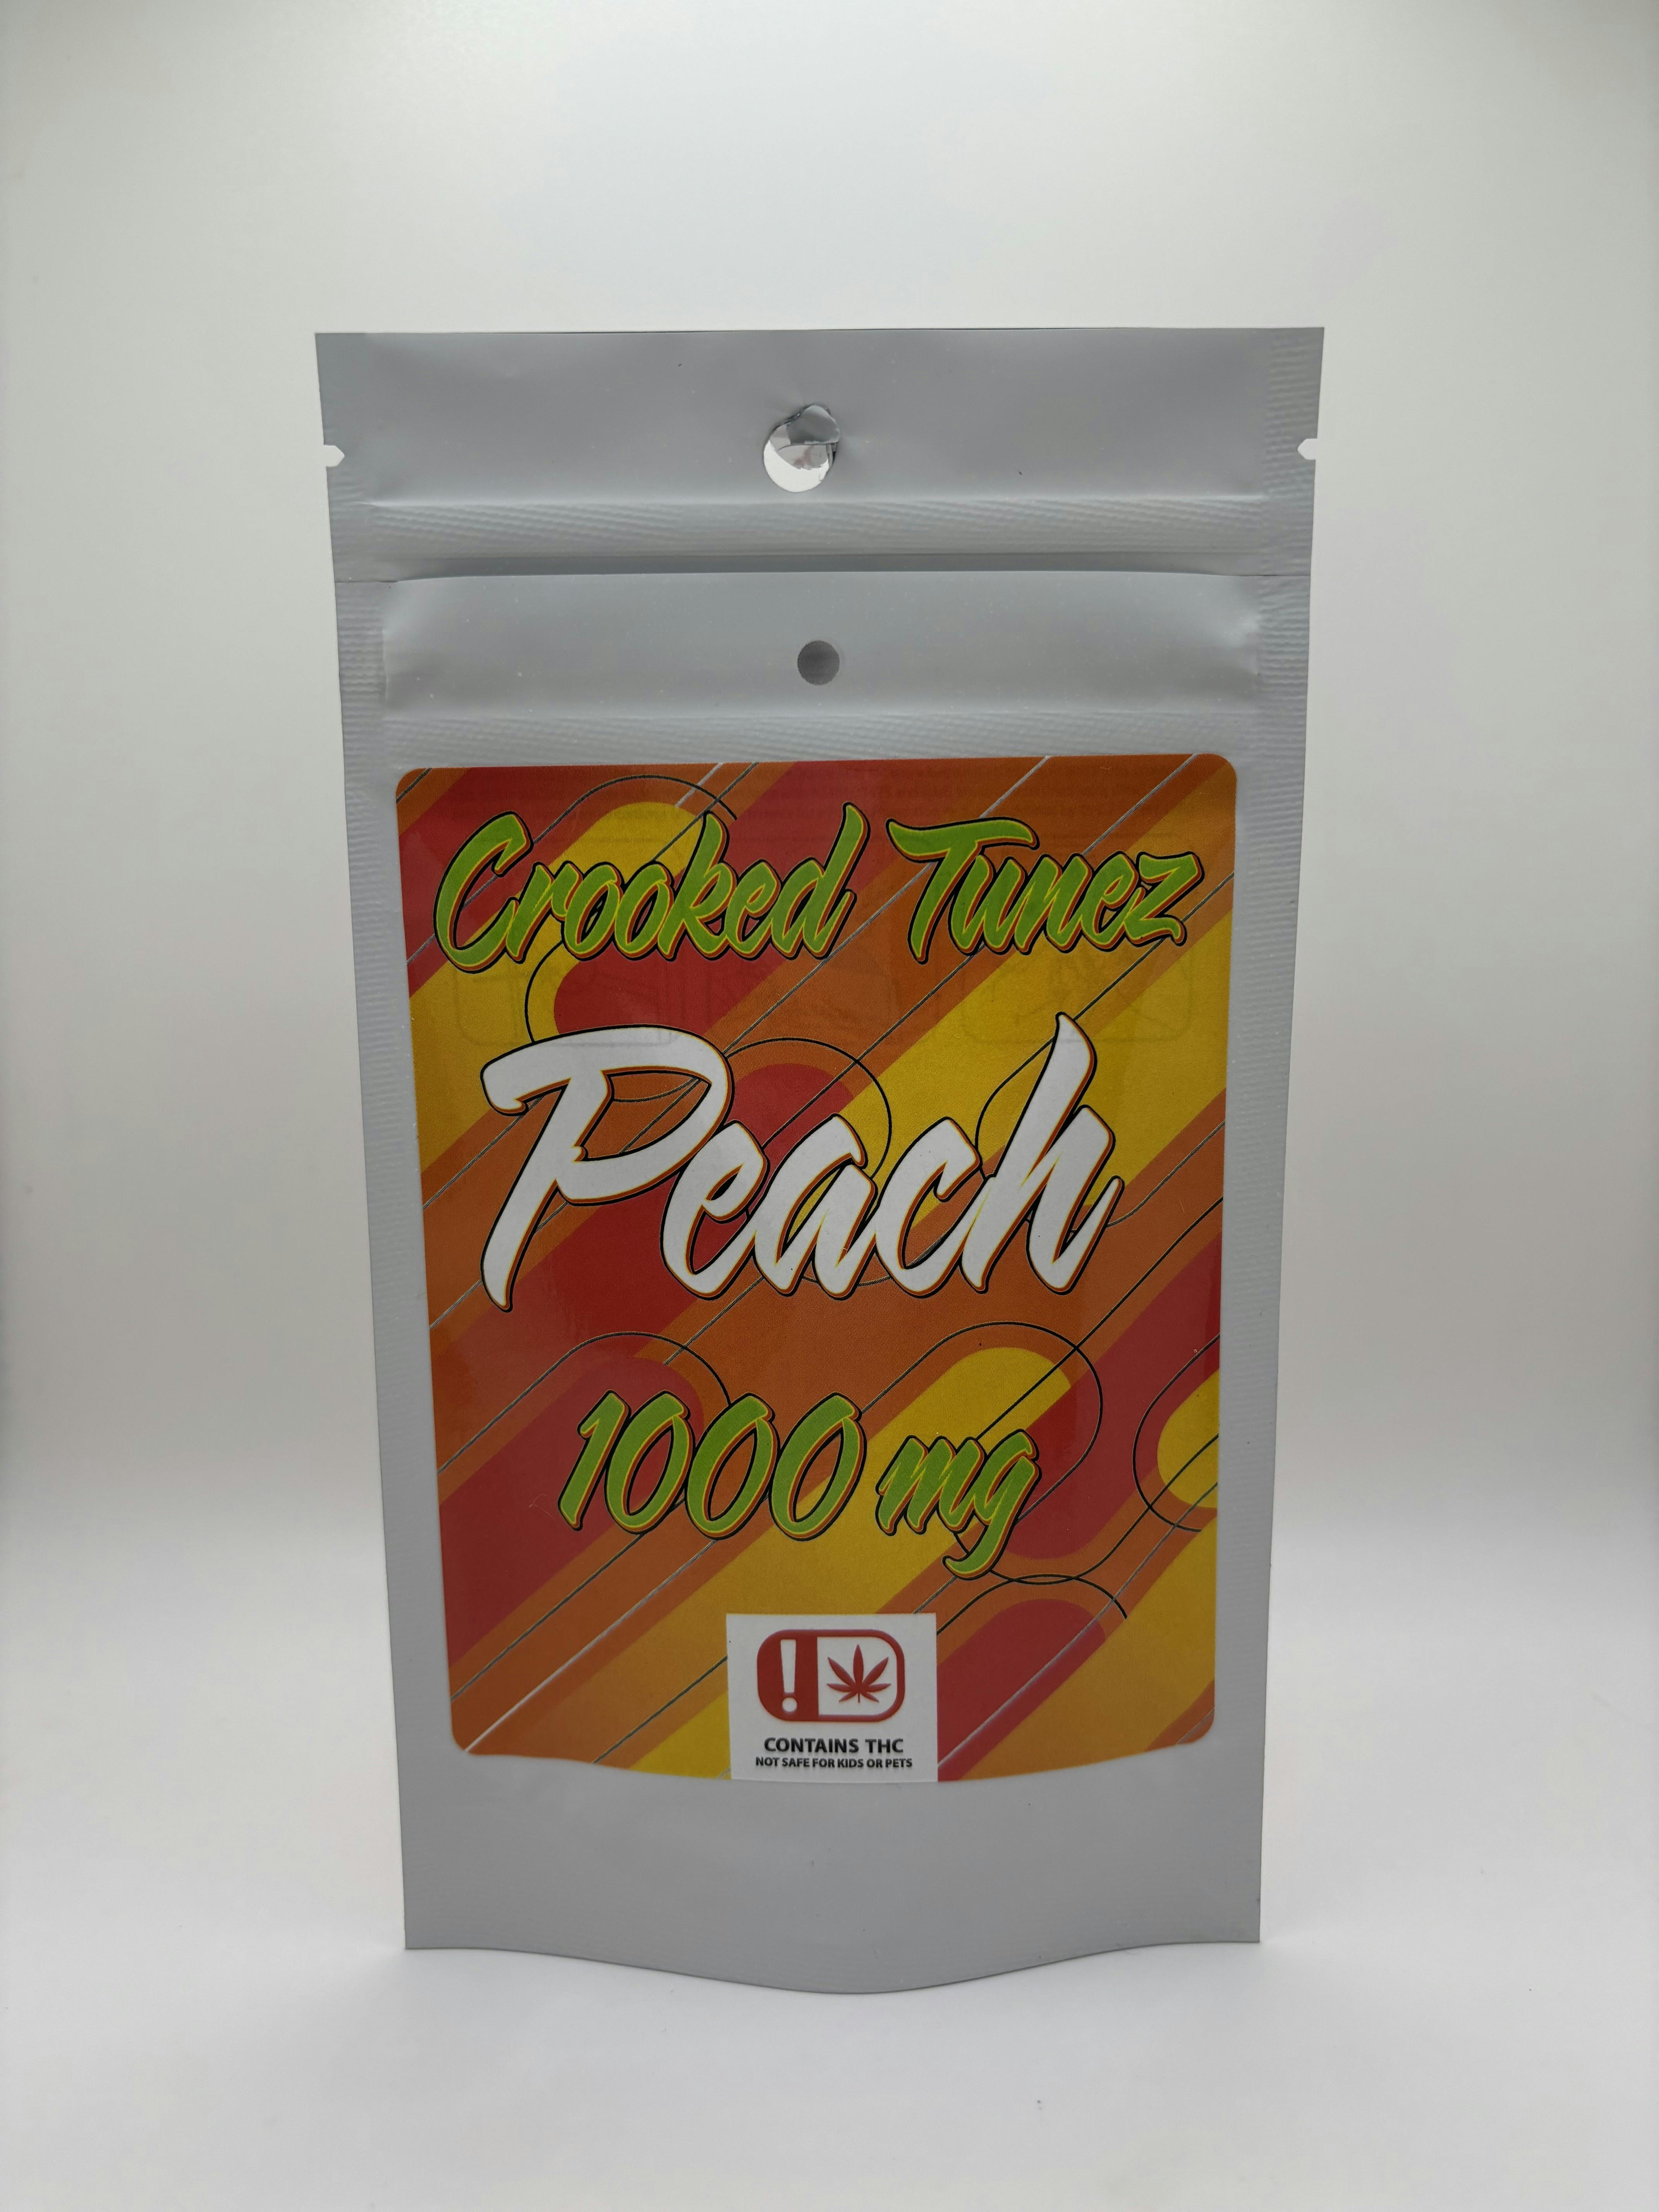 Crooked Tunez
Peach
1000 mg
!
CONTAINS THC
NOT SAFE FOR KIDS OR PETS